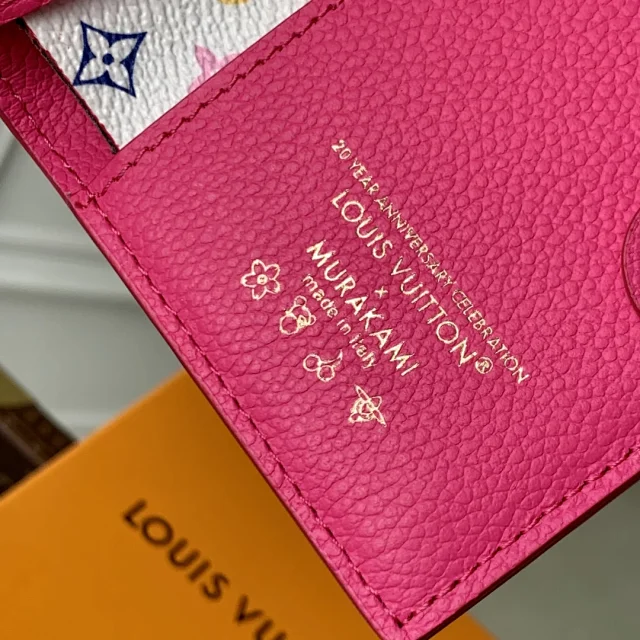 20 YEAR ANNIVERSARY CELEBRATION
LOUIS VUITTON®
×
MURAKAMI
made in Italy
LOUIS VU